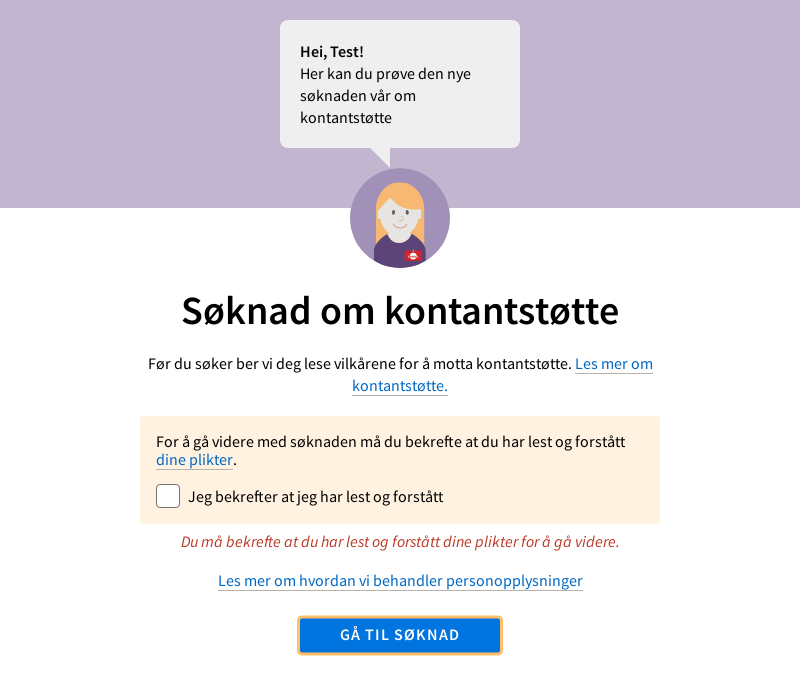 Hei, Test!
Her kan du prøve den nye
søknaden vår om
kontantstøtte
Søknad om kontantstøtte
Før du søker ber vi deg lese vilkårene for å motta kontantstøtte. Les mer om
kontantstøtte.
For å gå videre med søknaden må du bekrefte at du har lest og forstått
dine plikter.
Jeg bekrefter at jeg har lest og forstått
Du må bekrefte at du har lest og forstått dine plikter for å gå videre.
Les mer om hvordan vi behandler personopplysninger
GÅ TIL SØKNAD